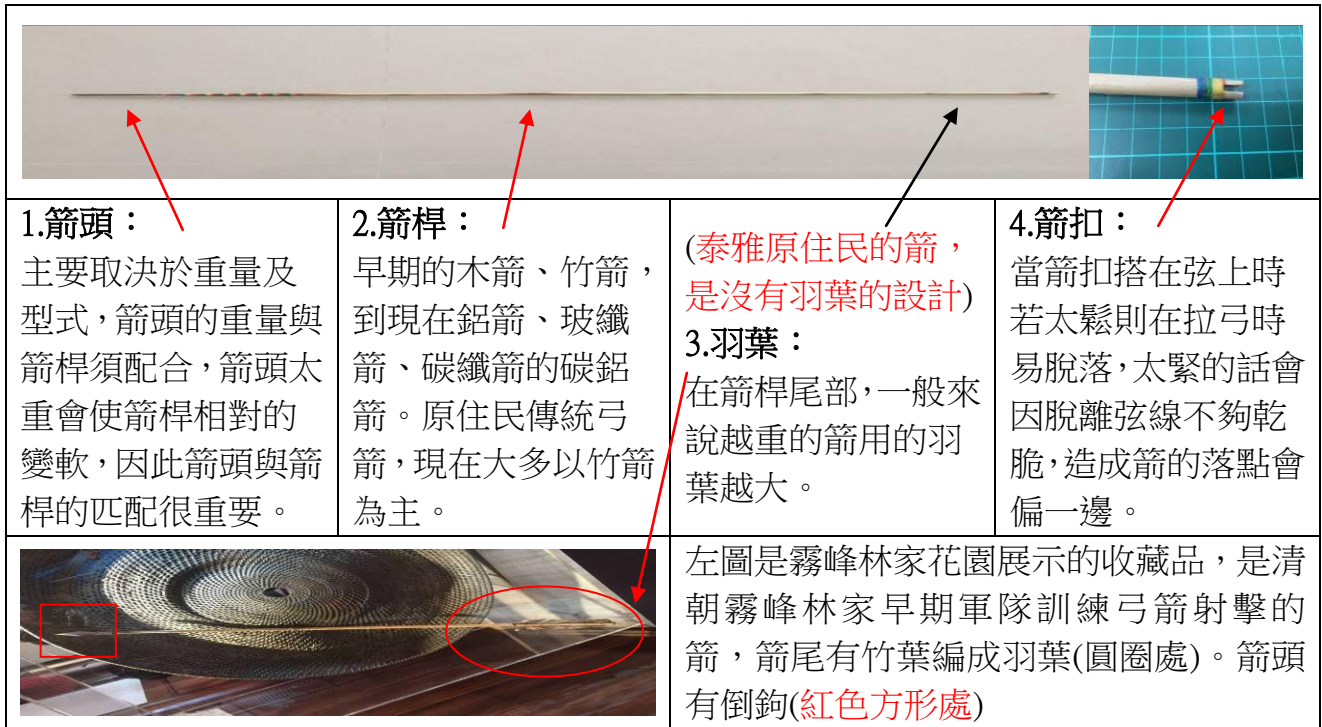 1.箭頭：
主要取決於重量及
型式，箭頭的重量與
箭桿須配合，箭頭太
重會使箭桿相對的
變軟，因此箭頭與箭
桿的匹配很重要。
2.箭桿：
早期的木箭、竹箭，
到現在鋁箭、玻纖
箭、碳纖箭的碳鋁
箭。原住民傳統弓
箭，現在大多以竹箭
為主。
(泰雅原住民的箭，
是沒有羽葉的設計)
3.羽葉：
在箭桿尾部，一般來
說越重的箭用的羽
葉越大。
4.箭扣：
當箭扣搭在弦上時
若太鬆則在拉弓時
易脫落，太緊的話會
因脫離弦線不夠乾
脆，造成箭的落點會
偏一邊。
左圖是霧峰林家花園展示的收藏品，是清
朝霧峰林家早期軍隊訓練弓箭射擊的
箭，箭尾有竹葉編成羽葉(圓圈處)。箭頭
有倒鉤(紅色方形處)